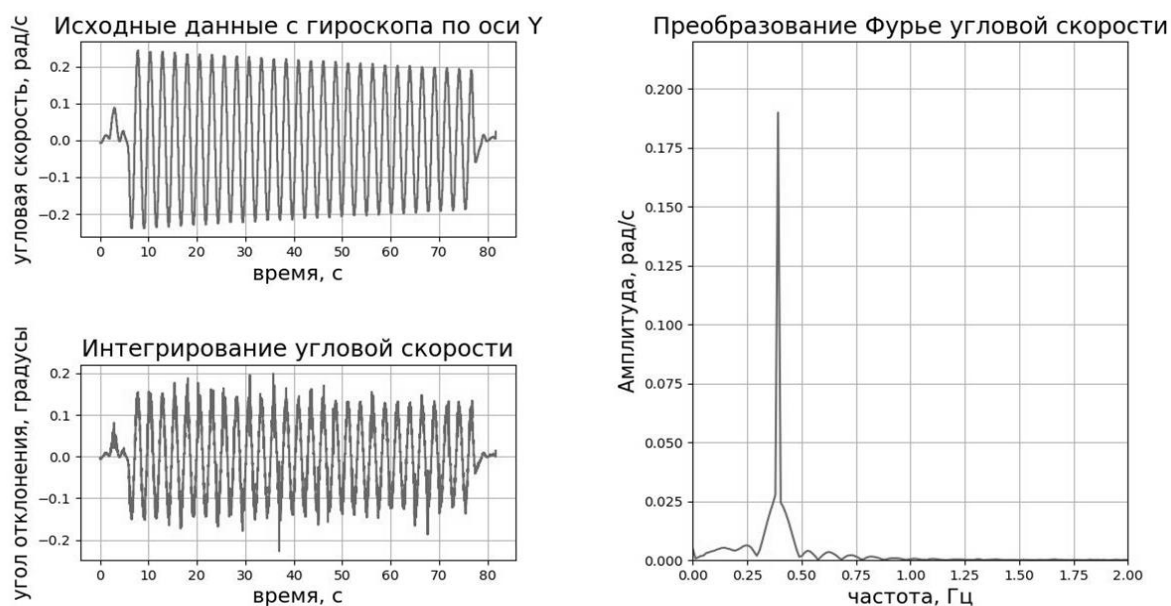 Исходные данные с гироскопа по оси Y
угловая скорость, рад/с
0.2
0.1
0.0
−0.1
−0.2
0 10 20 30 40 50 60 70 80
время, с
Интегрирование угловой скорости
угол отклонения, градусы
0.2
0.1
0.0
−0.1
−0.2
0 10 20 30 40 50 60 70 80
время, с
Преобразование Фурье угловой скорости
Амплитуда, рад/с
0.200
0.175
0.150
0.125
0.100
0.075
0.050
0.025
0.000
0.00 0.25 0.50 0.75 1.00 1.25 1.50 1.75 2.00
частота, Гц